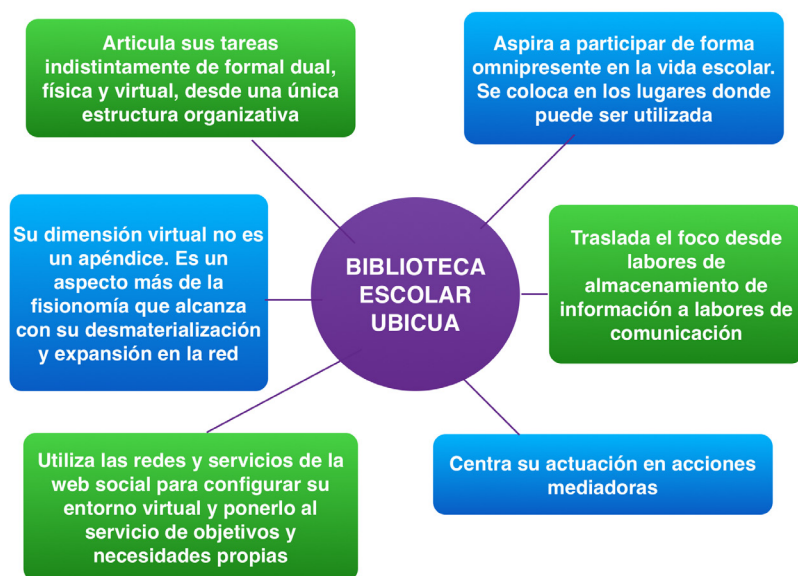 Articula sus tareas
indistintamente de formal dual,
física y virtual, desde una única
estructura organizativa
Aspira a participar de forma
omnipresente en la vida escolar.
Se coloca en los lugares donde
puede ser utilizada
Su dimensión virtual no es
un apéndice. Es un
aspecto más de la
fisionomía que alcanza
con su desmaterialización
y expansión en la red
BIBLIOTECA
ESCOLAR
UBICUA
Traslada el foco desde
labores de
almacenamiento de
información a labores de
comunicación
Utiliza las redes y servicios de la
web social para configurar su
entorno virtual y ponerlo al
servicio de objetivos y
necesidades propias
Centra su actuación en acciones
mediadoras